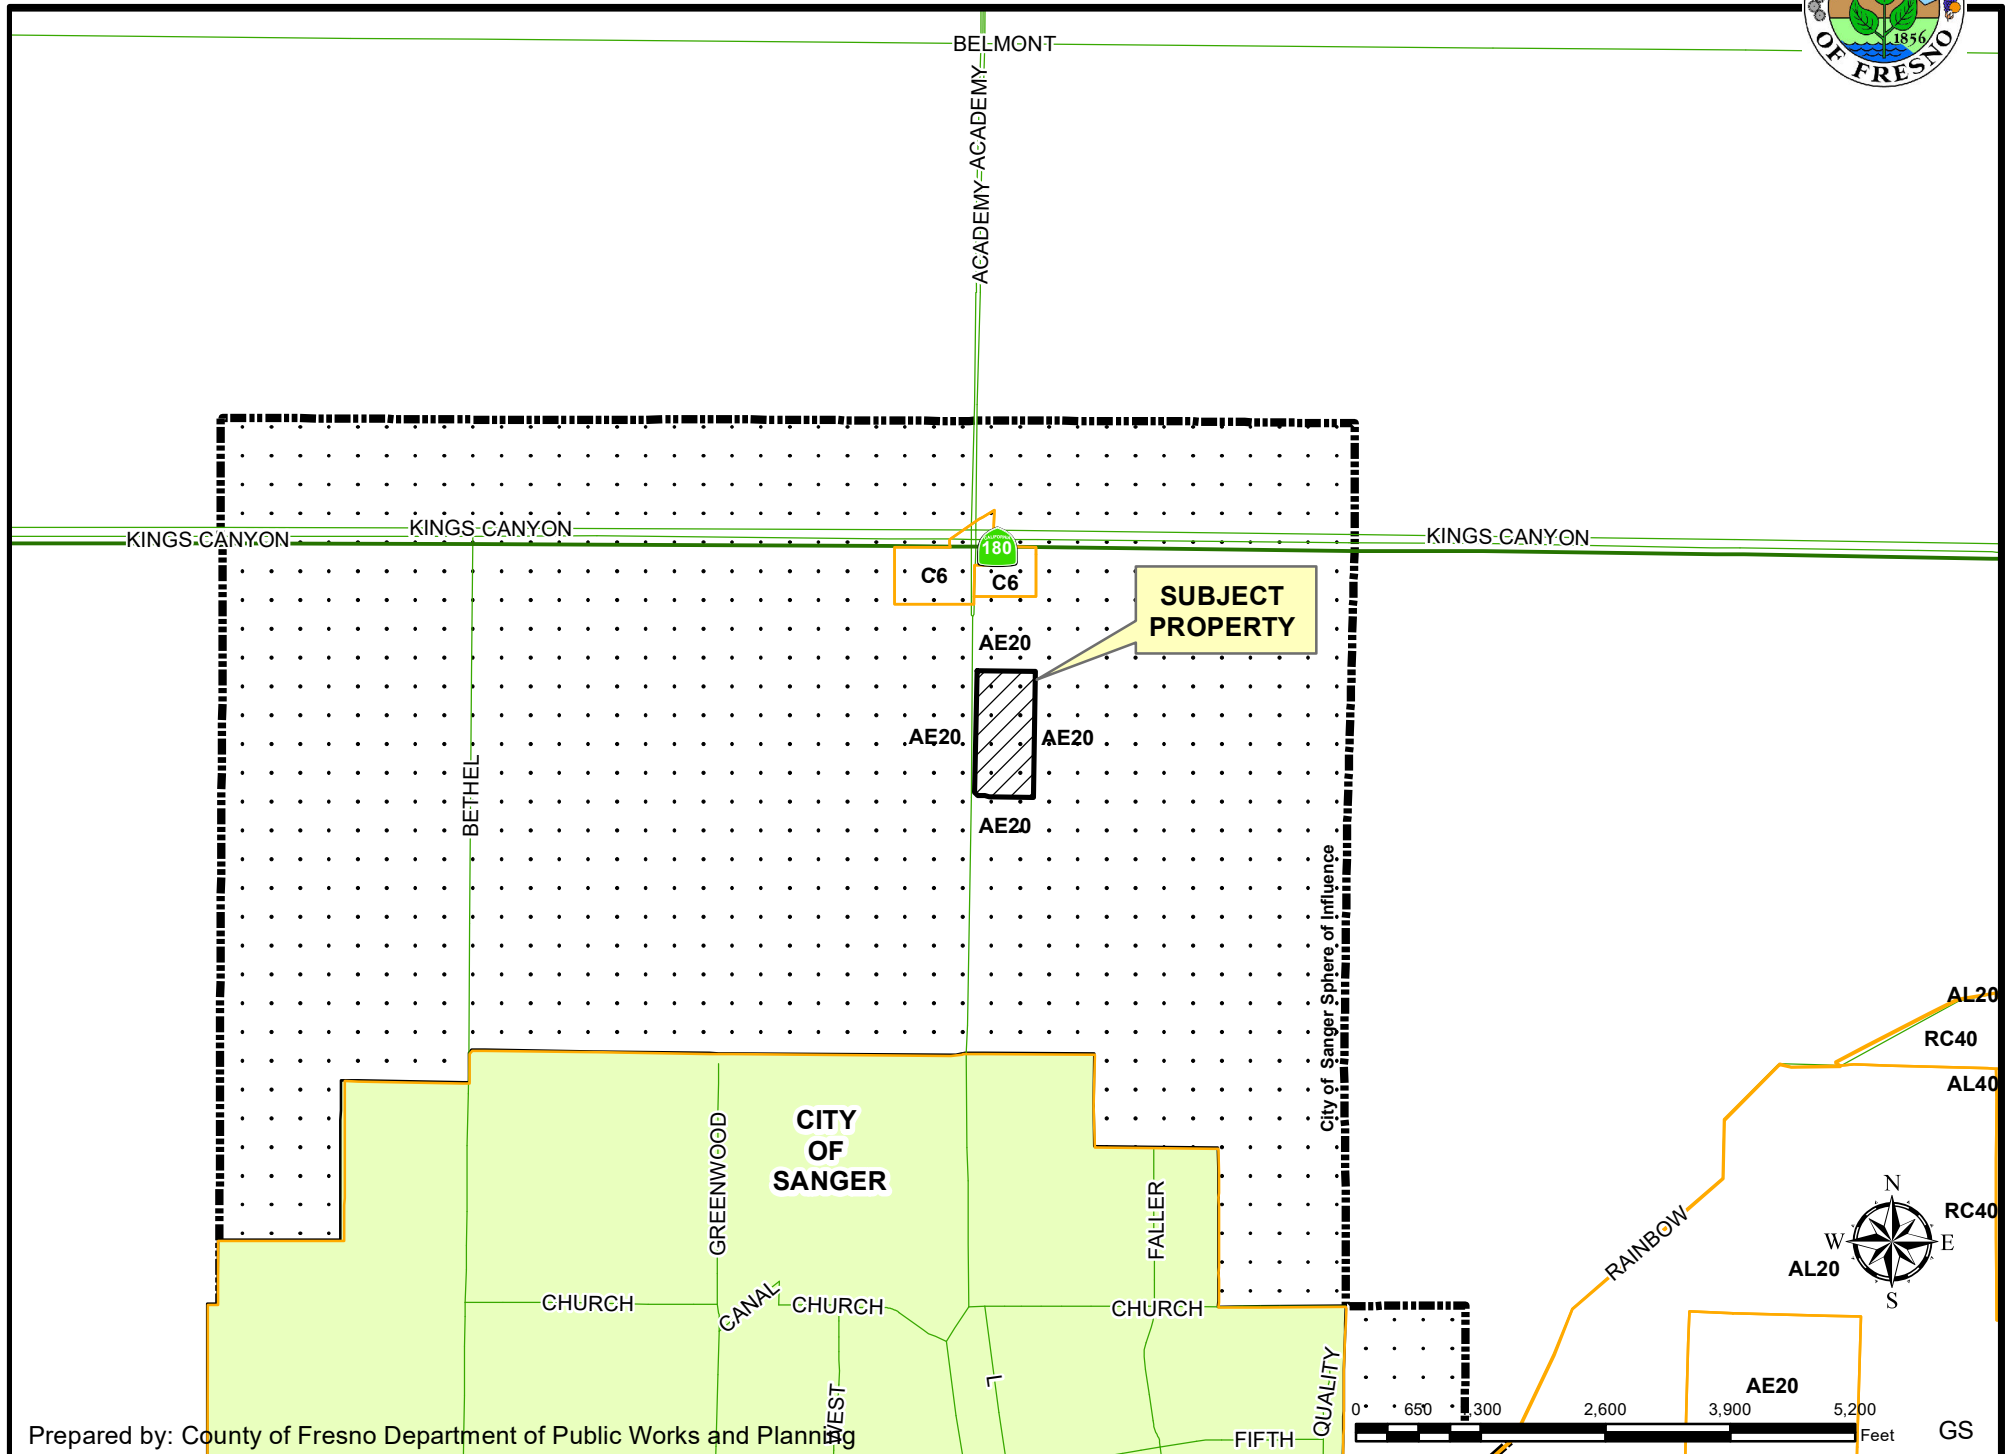 BELMONT
1856
OF FRESNO
ACADEMY
ACADEMY
ACADEMY
KINGS CANYON
KINGS CANYON
KINGS CANYON
CALIFORNIA
180
C6
C6
SUBJECT
PROPERTY
AE20
AE20
AE20
AE20
BETHEL
City of Sanger Sphere of Influence
AL20
RC40
AL40
RC40
AL20
AE20
CITY
OF
SANGER
GREENWOOD
FALLER
RAINBOW
N
W
E
S
CHURCH
CANAL
CHURCH
CHURCH
L
WEST
QUALITY
FIFTH
0 650 1,300 2,600 3,900 5,200
Feet
GS
Prepared by: County of Fresno Department of Public Works and Planning